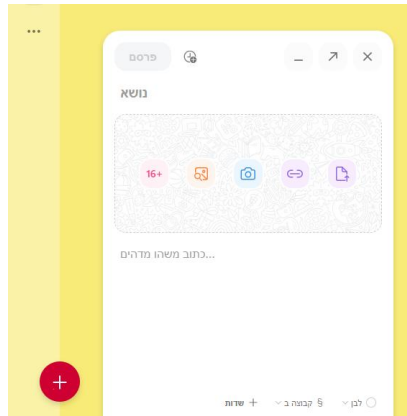 פרסם
נושא
16+
כתוב משהו מדהים...
לבן § קבוצה ב + שדות